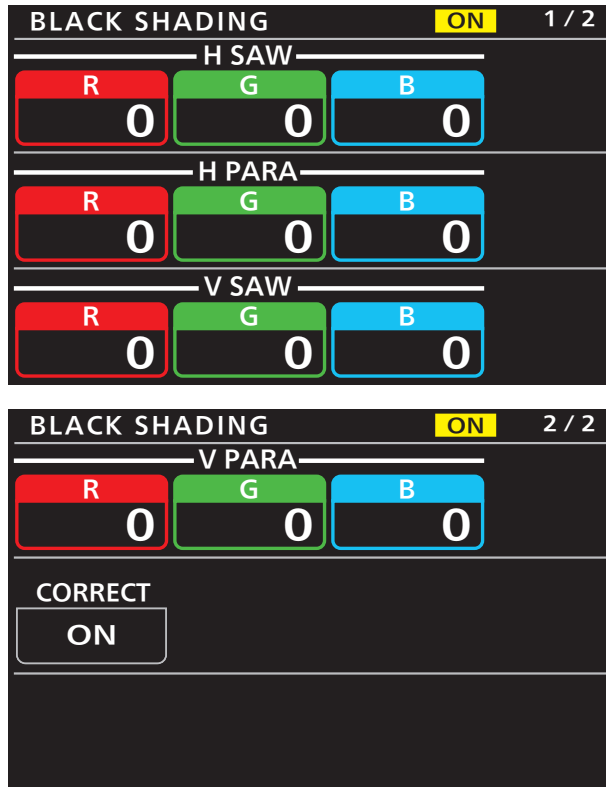 BLACK SHADING ON 1 / 2
H SAW
R G B
0 0 0
H PARA
R G B
0 0 0
V SAW
R G B
0 0 0
BLACK SHADING ON 2 / 2
V PARA
R G B
0 0 0
CORRECT
ON